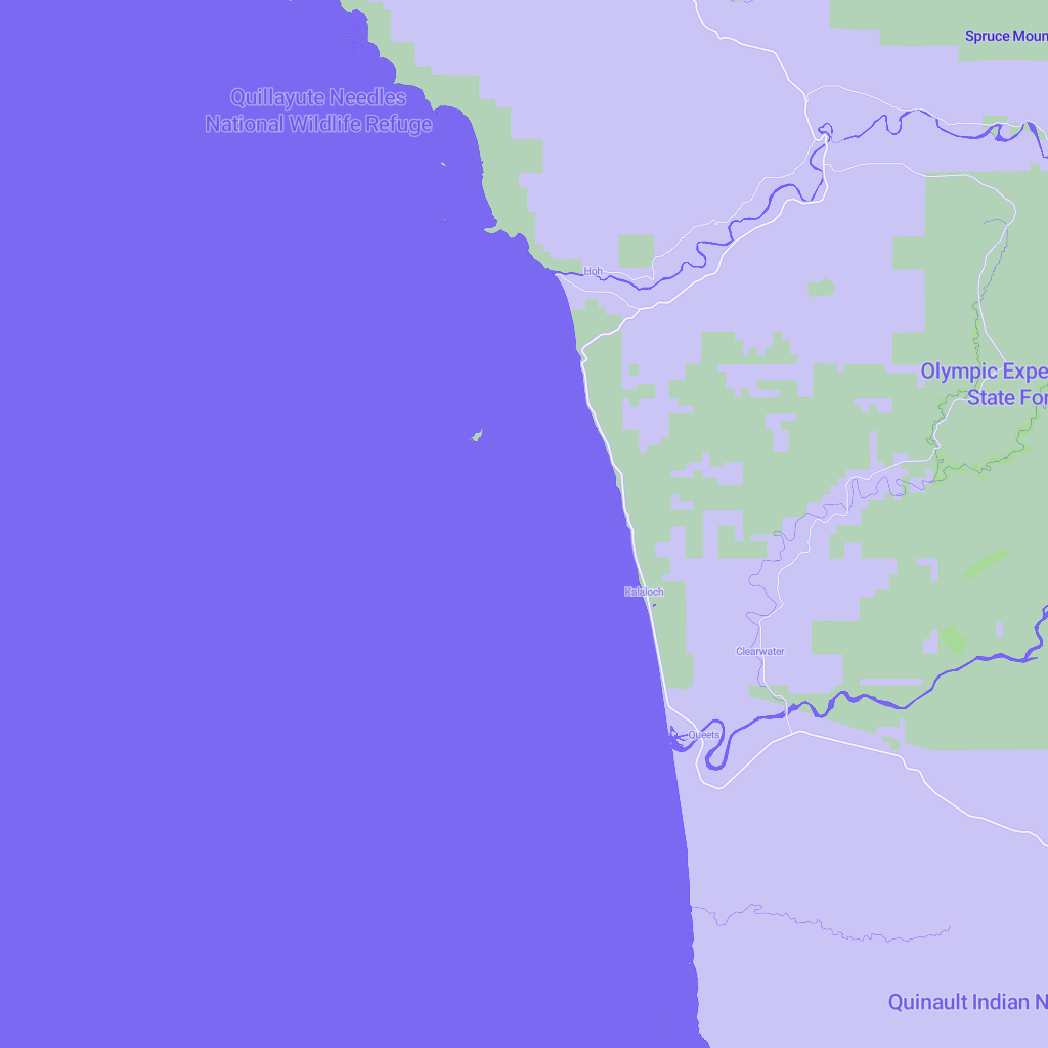 Spruce Moun
Quillayute Needles
National Wildlife Refuge
Hoh
Olympic Expe
State For
Kalaloch
Clearwater
Queets
Quinault Indian N